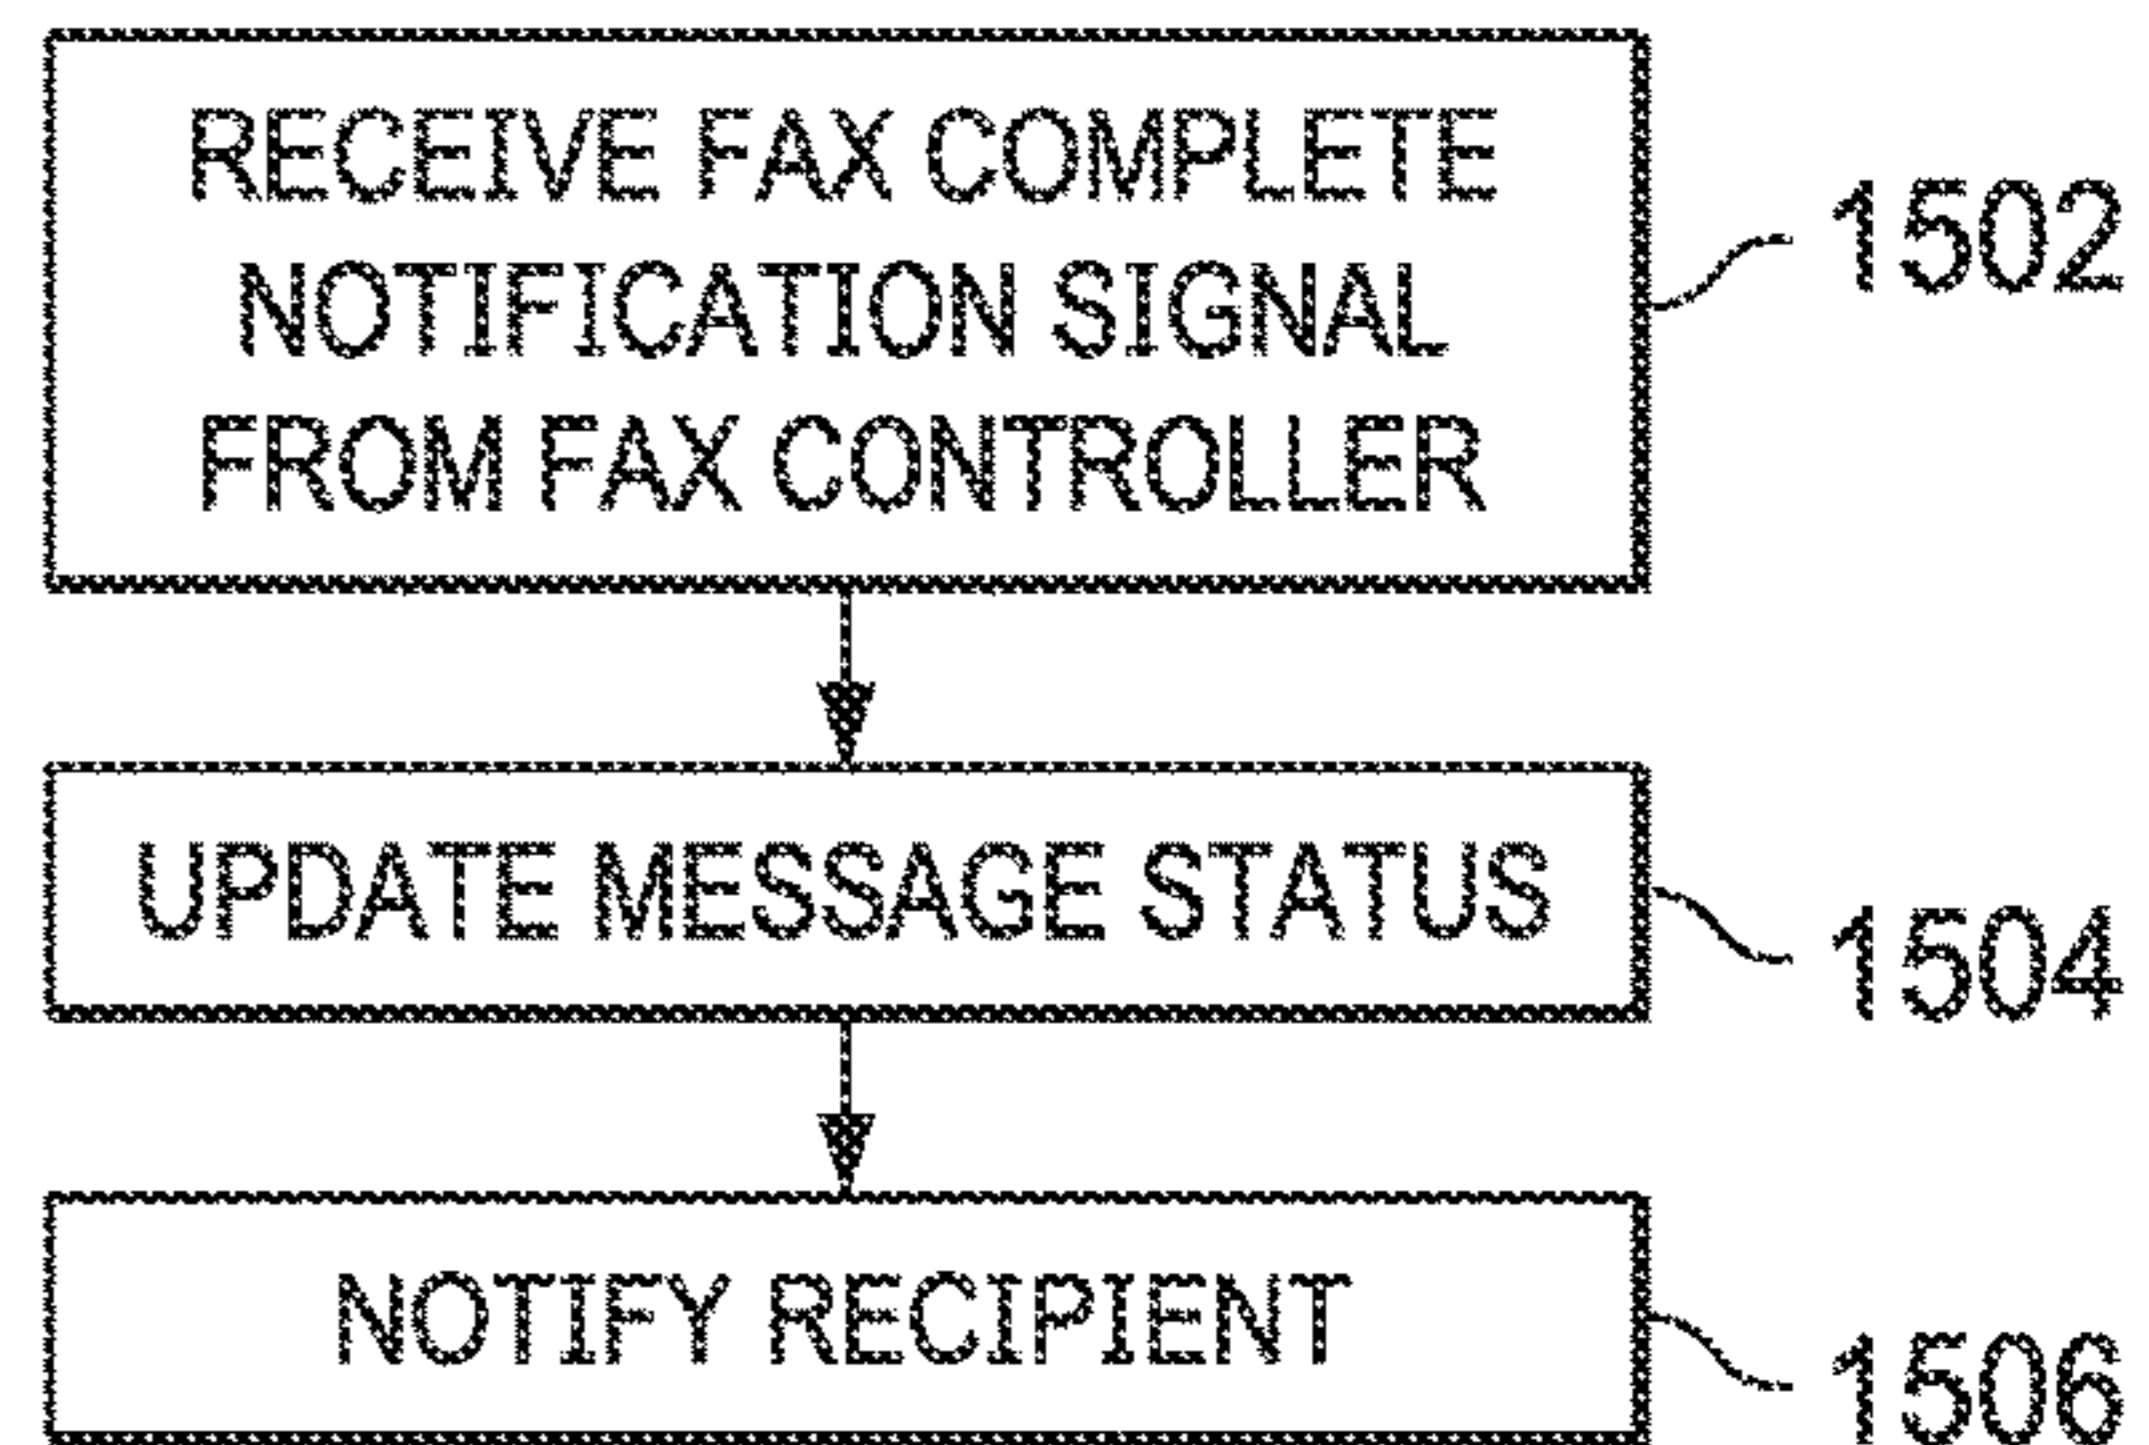 RECEIVE FAX COMPLETE
NOTIFICATION SIGNAL
FROM FAX CONTROLLER
1502
UPDATE MESSAGE STATUS
1504
NOTIFY RECIPIENT
1506